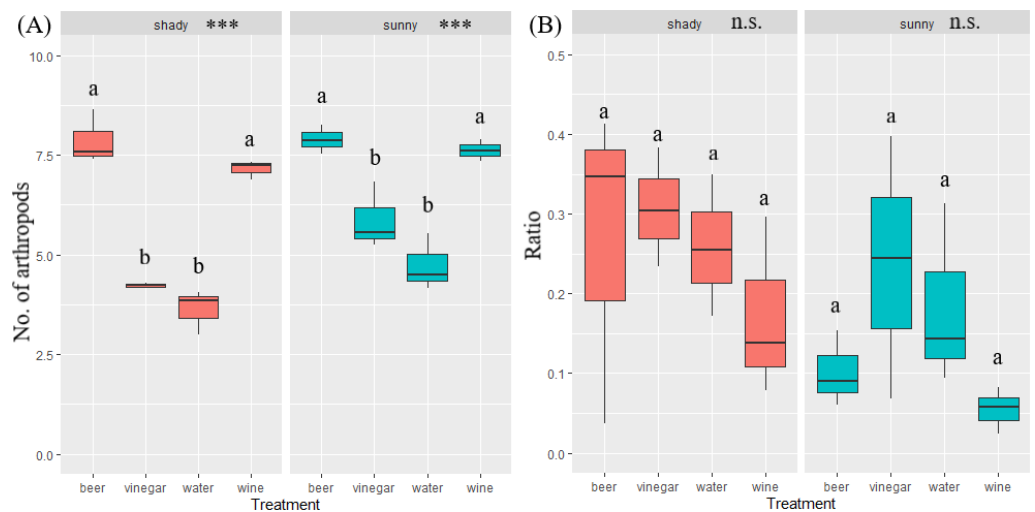 (A)
shady ***
sunny ***
No. of arthropods
10.0
7.5
5.0
2.5
0.0
a
b
b
a
a
b
b
a
beer vinegar water wine
beer vinegar water wine
Treatment
(B)
shady n.s.
sunny n.s.
Ratio
0.5
0.4
0.3
0.2
0.1
0.0
a
a
a
a
a
a
a
a
beer vinegar water wine
beer vinegar water wine
Treatment